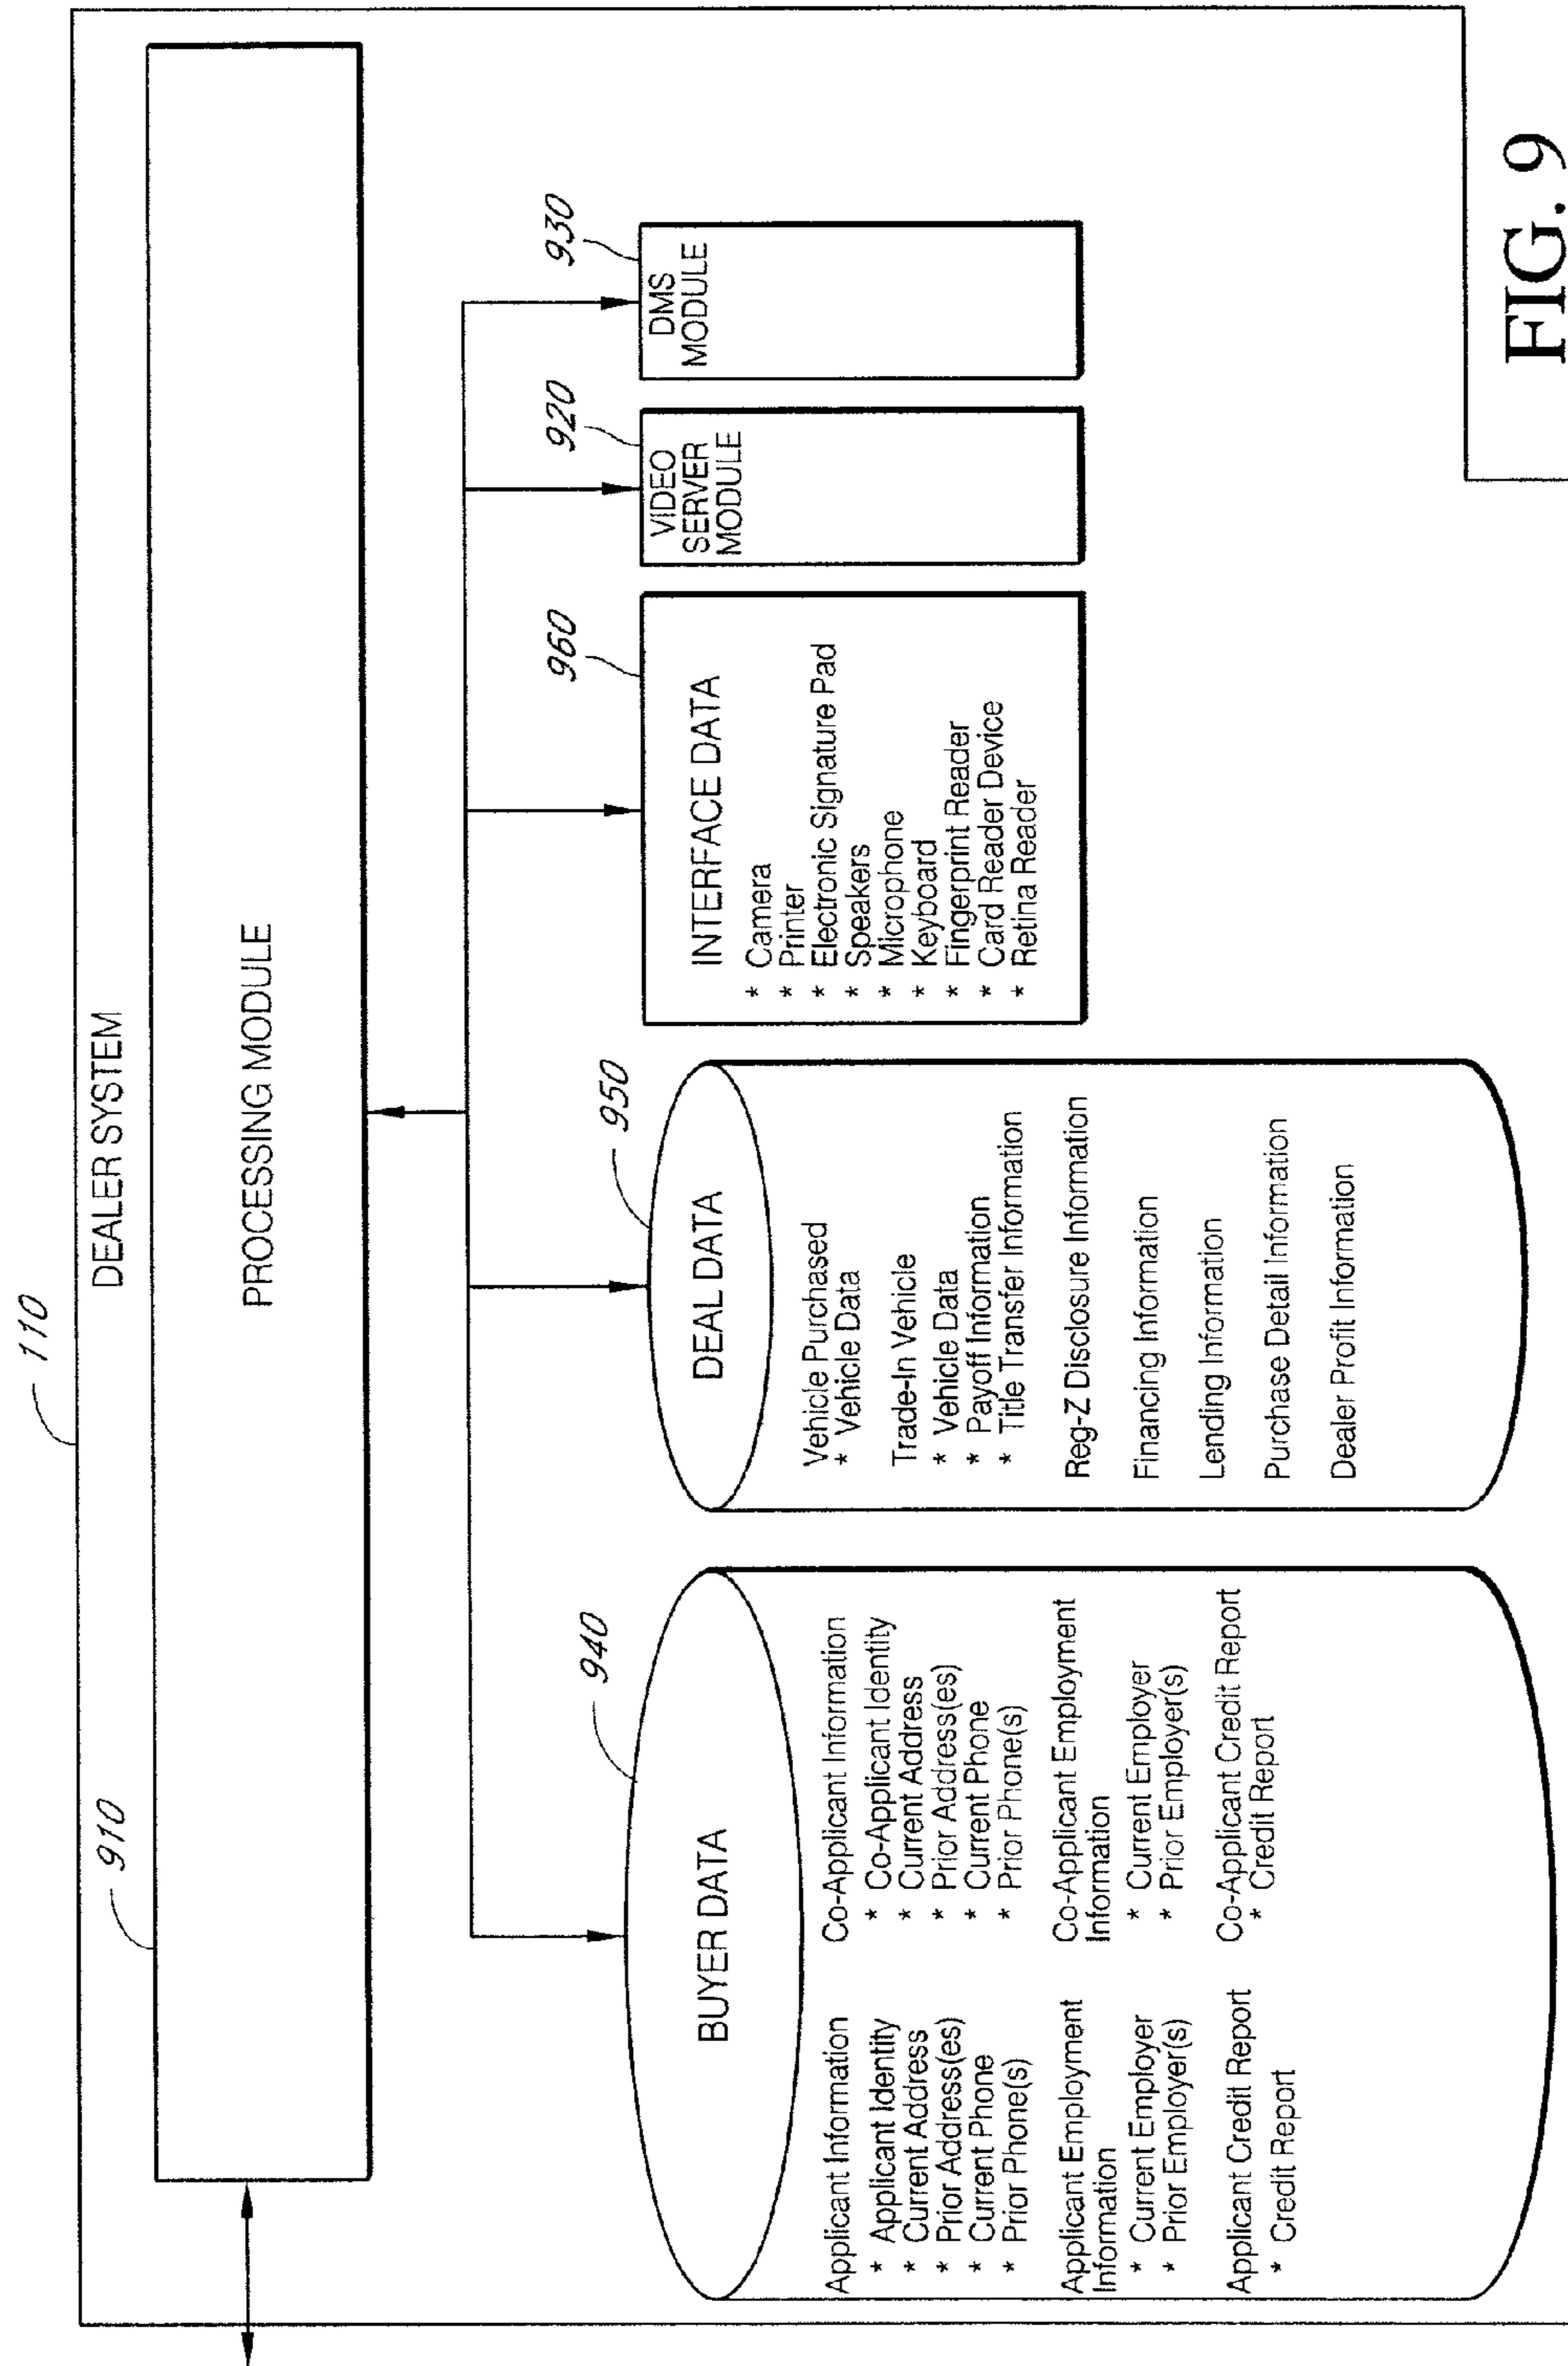 110
DEALER SYSTEM
910
PROCESSING MODULE
940
BUYER DATA
Applicant Information
* Applicant Identity
* Current Address
* Prior Address(es)
* Current Phone
* Prior Phone(s)
Applicant Employment
Information
* Current Employer
* Prior Employer(s)
Applicant Credit Report
* Credit Report
Co-Applicant Information
* Co-Applicant Identity
* Current Address
* Prior Address(es)
* Current Phone
* Prior Phone(s)
Co-Applicant Employment
Information
* Current Employer
* Prior Employer(s)
Co-Applicant Credit Report
* Credit Report
950
DEAL DATA
Vehicle Purchased
* Vehicle Data
Trade-In Vehicle
* Vehicle Data
* Payoff Information
* Title Transfer Information
Reg-Z Disclosure Information
Financing Information
Lending Information
Purchase Detail Information
Dealer Profit Information
960
INTERFACE DATA
* Camera
* Printer
* Electronic Signature Pad
* Speakers
* Microphone
* Keyboard
* Fingerprint Reader
* Card Reader Device
* Retina Reader
920
VIDEO
SERVER
MODULE
930
DMS
MODULE
FIG. 9